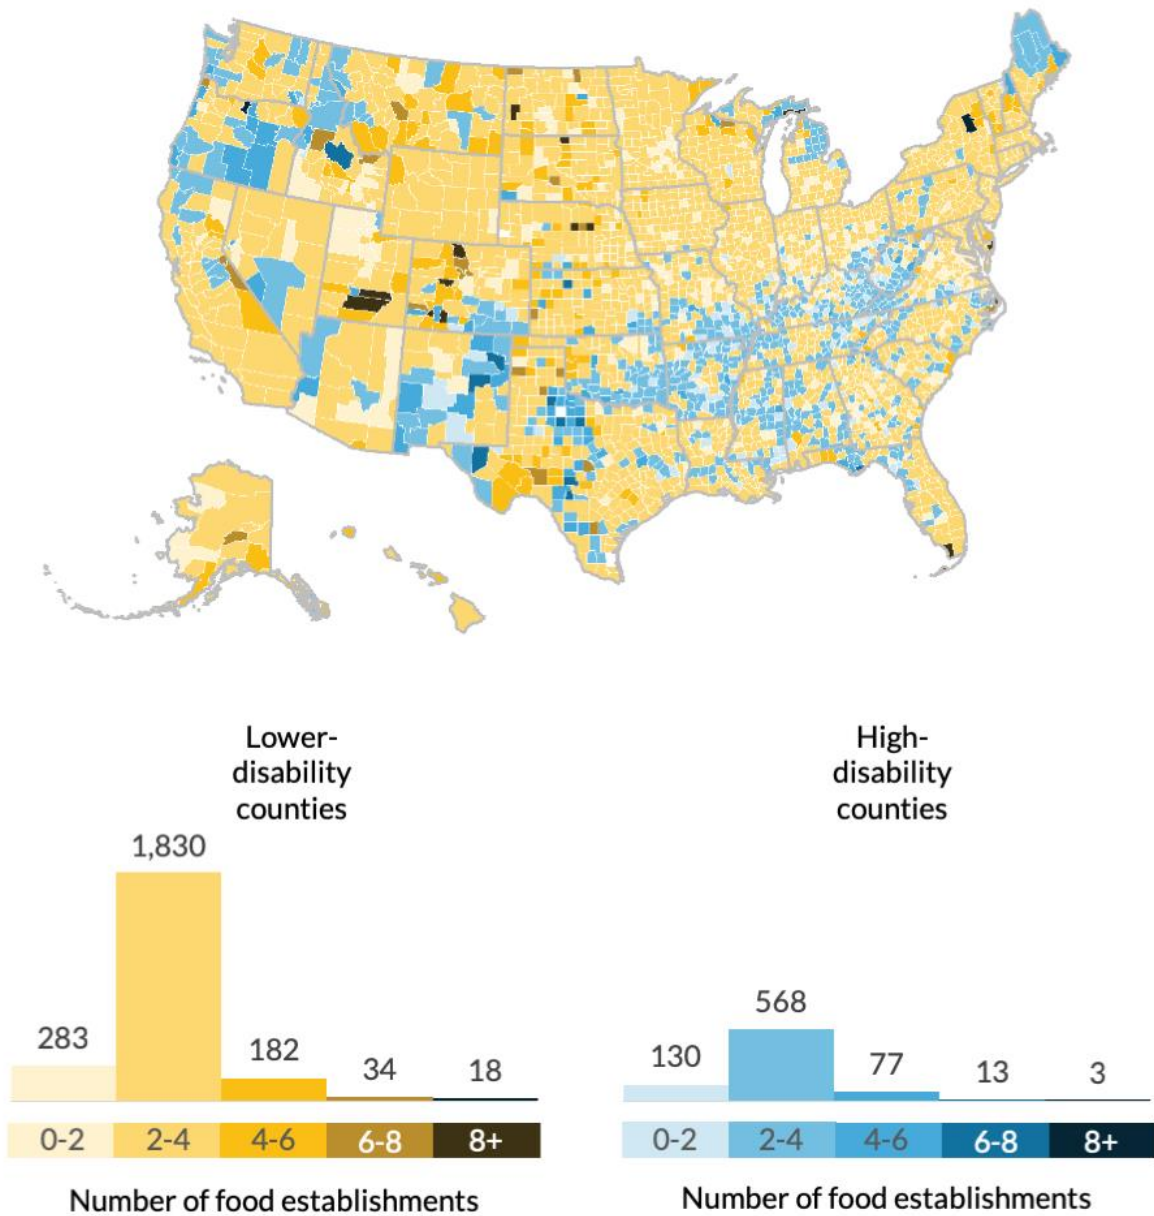 Lower-
disability
counties
High-
disability
counties
1,830
283
182
34
18
568
130
77
13
3
0-2 2-4 4-6 6-8 8+
0-2 2-4 4-6 6-8 8+
Number of food establishments
Number of food establishments